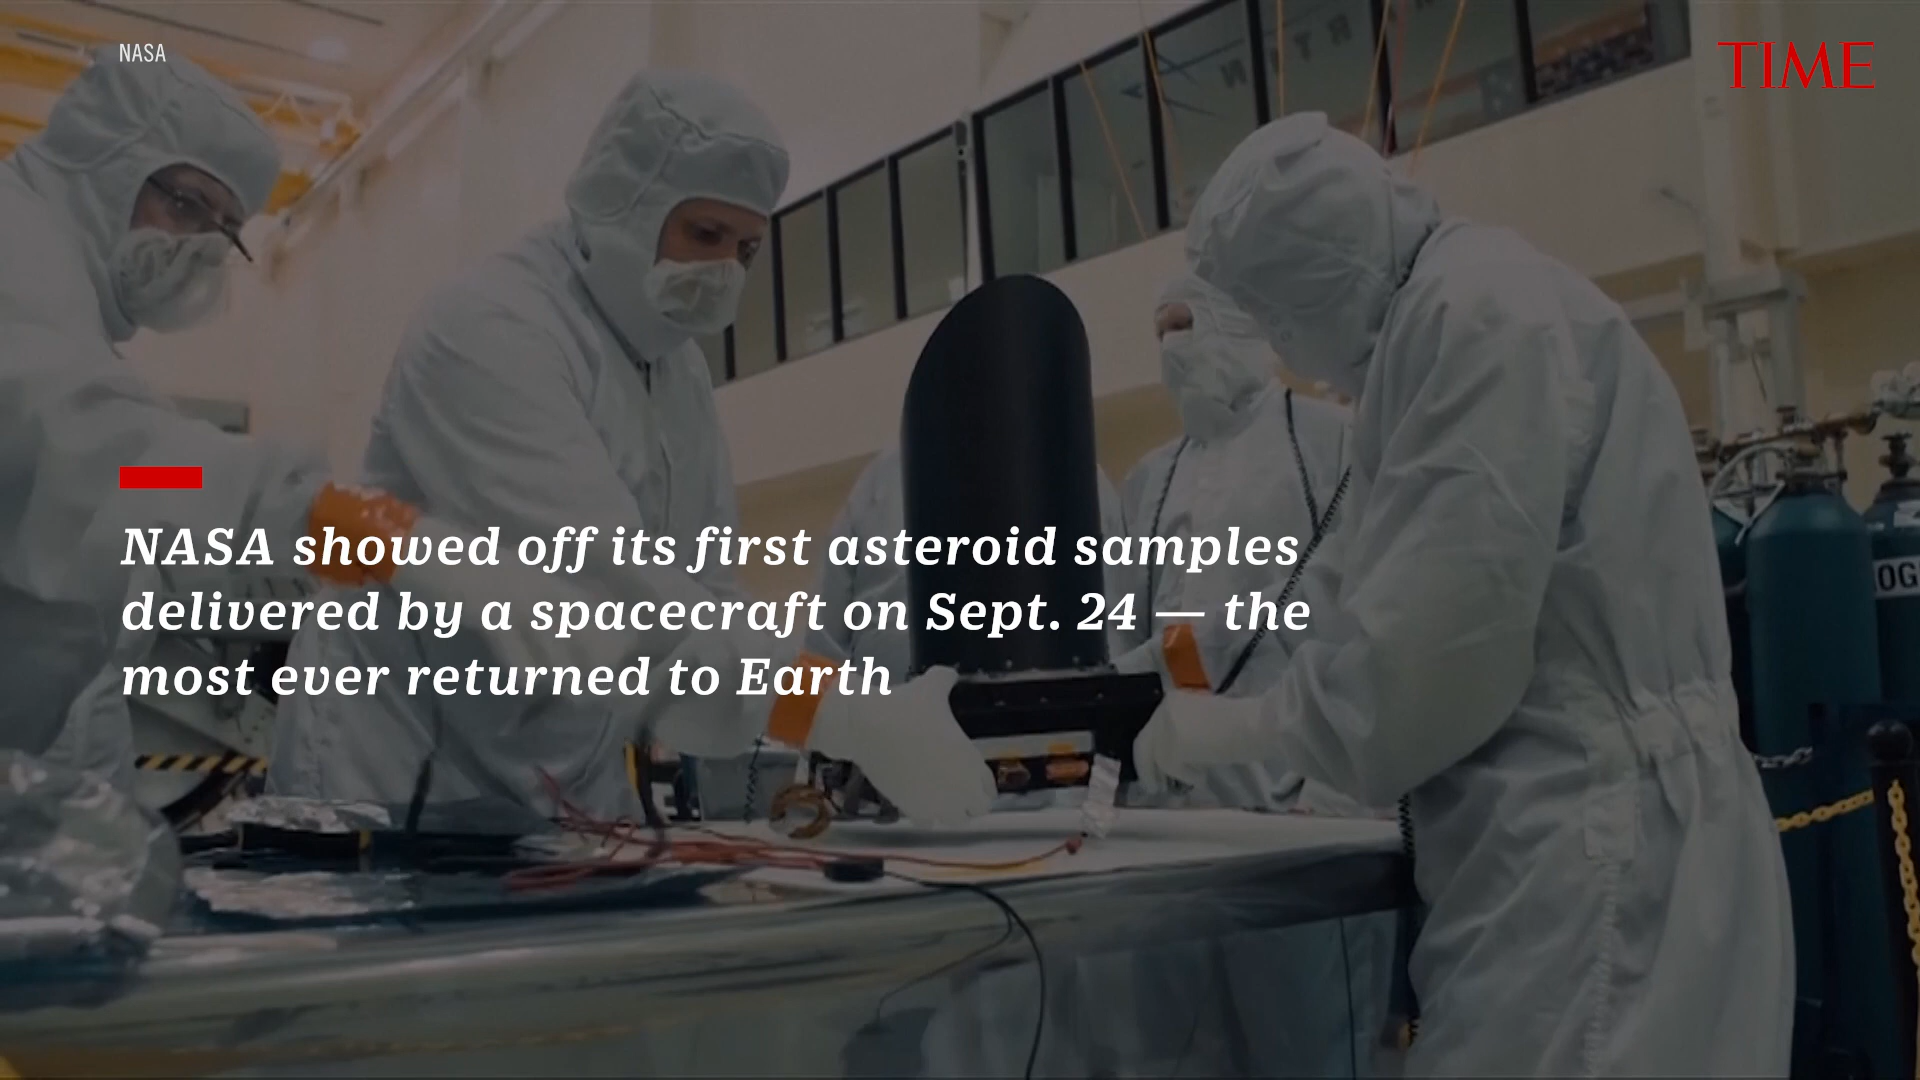 NASA
TIME
NASA showed off its first asteroid samples
delivered by a spacecraft on Sept. 24 — the
most ever returned to Earth